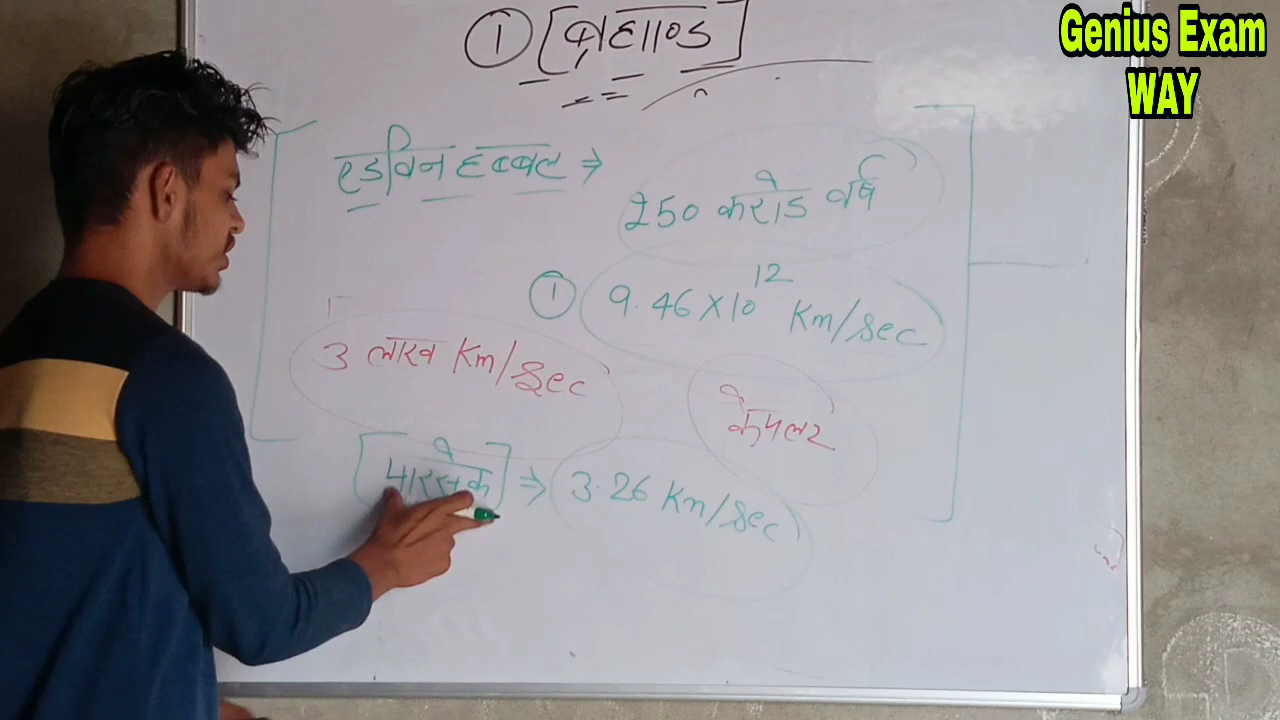 Genius Exam
WAY
① [ब्रह्माण्ड]
एडविन हब्बल ⇒
250 करोड वर्ष
① 9.46 X 10¹² Km/sec
3 लाख Km/sec
केपलर
[पारसेक] ⇒ 3.26 Km/sec